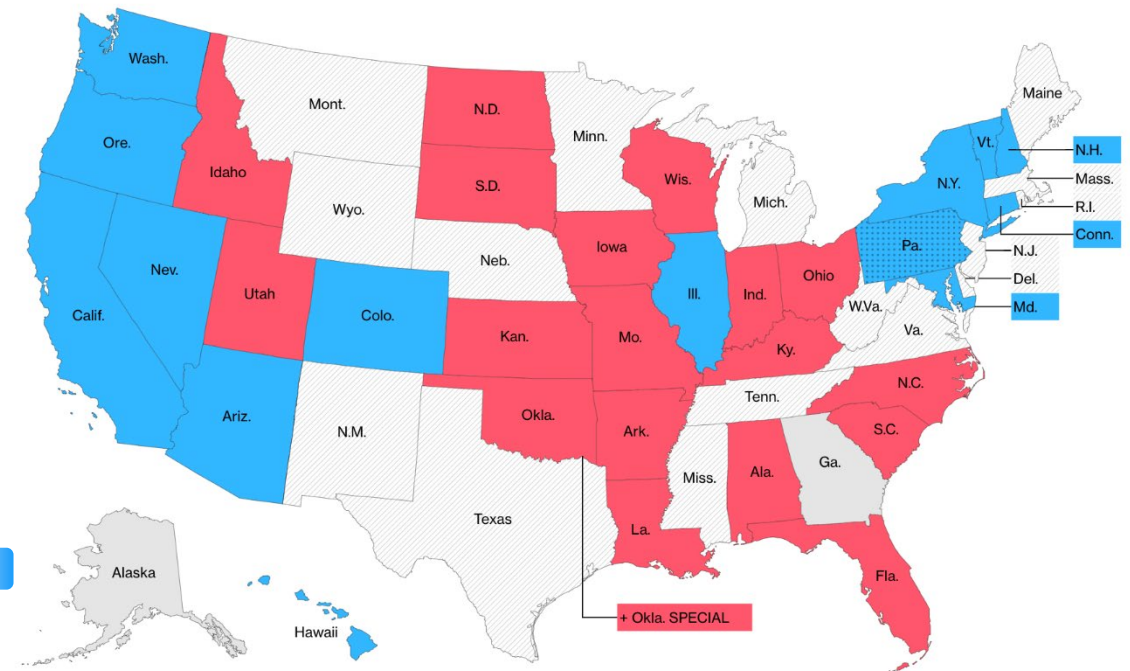 Wash.
Maine
Mont.
N.D.
Minn.
Ore.
Vt.
N.H.
Idaho
Wis.
Mass.
S.D.
N.Y.
Mich.
R.I.
Wyo.
Conn.
Iowa
Pa.
N.J.
Neb.
Nev.
Ohio
Del.
Utah
Ill.
Ind.
W.Va.
Md.
Calif.
Colo.
Va.
Kan.
Mo.
Ky.
N.C.
Tenn.
Ariz.
Okla.
N.M.
Ark.
S.C.
Ga.
Miss.
Ala.
Texas
La.
Alaska
Fla.
+ Okla. SPECIAL
Hawaii